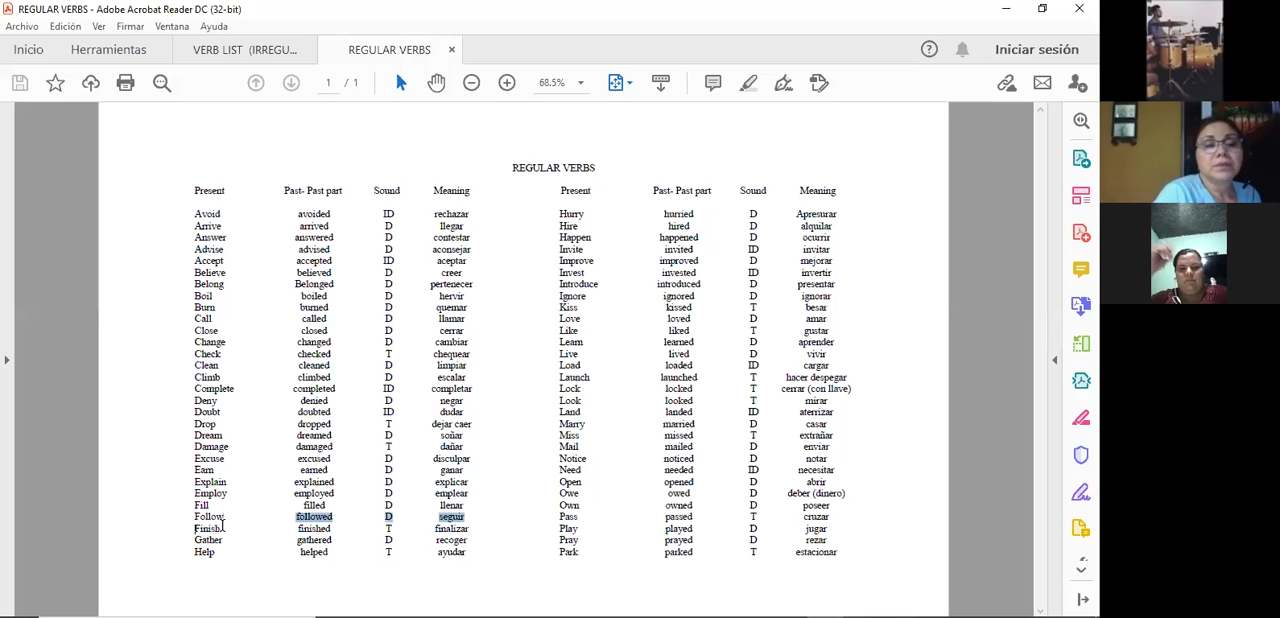 REGULAR VERBS - Adobe Acrobat Reader DC (32-bit)
Archivo Edición Ver Firmar Ventana Ayuda
Inicio Herramientas VERB LIST (IRREGU... REGULAR VERBS × Iniciar sesión
1 / 1 68.5%
REGULAR VERBS
Present Past- Past part Sound Meaning Present Past- Past part Sound Meaning
Avoid avoided ID rechazar Hurry hurried D Apresurar
Arrive arrived D llegar Hire hired D alquilar
Answer answered D contestar Happen happened D ocurrir
Advise advised D aconsejar Invite invited ID invitar
Accept accepted ID aceptar Improve improved D mejorar
Believe believed D creer Invest invested ID invertir
Belong Belonged D pertenecer Introduce introduced D presentar
Boil boiled D hervir Ignore ignored D ignorar
Burn burned D quemar Kiss kissed T besar
Call called D llamar Love loved D amar
Close closed D cerrar Like liked T gustar
Change changed D cambiar Learn learned D aprender
Check checked T chequear Live lived D vivir
Clean cleaned D limpiar Load loaded ID cargar
Climb climbed D escalar Launch launched T hacer despegar
Complete completed ID completar Lock locked T cerrar (con llave)
Deny denied D negar Look looked T mirar
Doubt doubted ID dudar Land landed ID aterrizar
Drop dropped T dejar caer Marry married D casar
Dream dreamed D soñar Miss missed T extrañar
Damage damaged T dañar Mail mailed D enviar
Excuse excused D disculpar Notice noticed D notar
Earn earned D ganar Need needed ID necesitar
Explain explained D explicar Open opened D abrir
Employ employed D emplear Owe owed D deber (dinero)
Fill filled D llenar Own owned D poseer
Follow followed D seguir Pass passed T cruzar
Finish finished T finalizar Play played D jugar
Gather gathered D recoger Pray prayed D rezar
Help helped T ayudar Park parked T estacionar